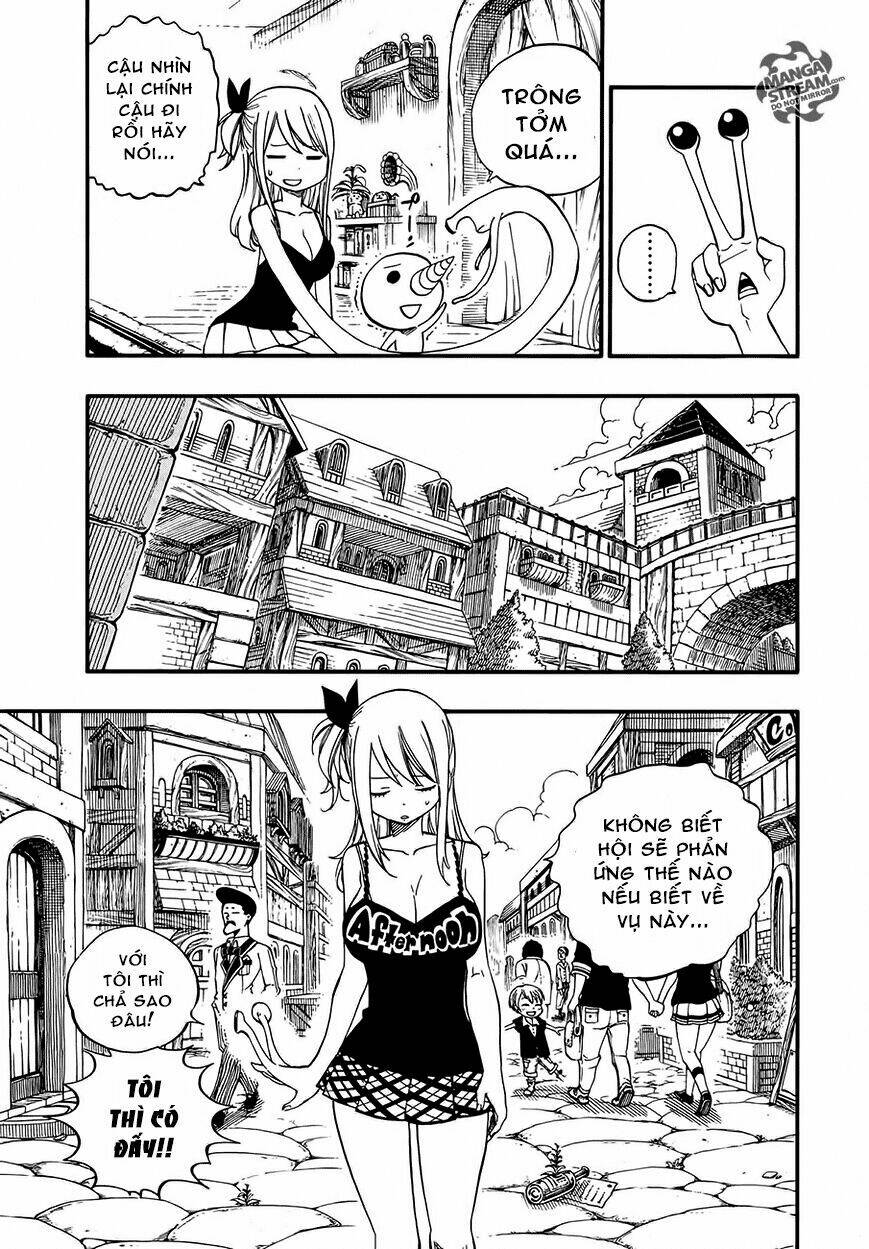 CẬU NHÌN
LẠI CHÍNH
CẬU ĐI
RỒI HÃY
NÓI...
TRÔNG
TỞM
QUÁ...
MANGA
STREAM.com
DO NOT MIRROR
.......
KHÔNG BIẾT
HỘI SẼ PHẢN
ỨNG THẾ NÀO
NẾU BIẾT VỀ
VỤ NÀY...
Afternoon
VỚI
TÔI THÌ
CHẢ SAO
ĐÂU!
TÔI
THÌ CÓ
ĐẤY!!